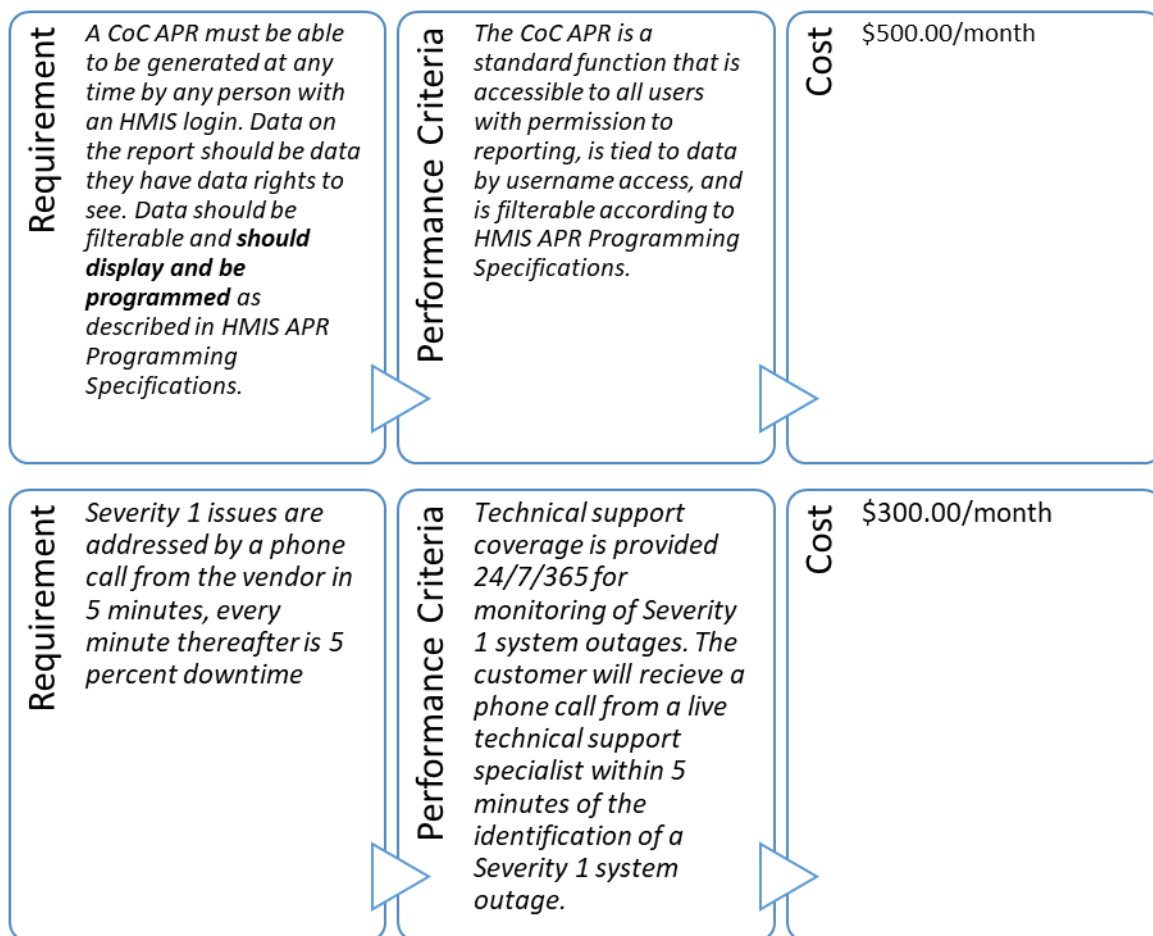 Requirement
A CoC APR must be able
to be generated at any
time by any person with
an HMIS login. Data on
the report should be data
they have data rights to
see. Data should be
filterable and should
display and be
programmed as
described in HMIS APR
Programming
Specifications.
Performance Criteria
The CoC APR is a
standard function that is
accessible to all users
with permission to
reporting, is tied to data
by username access, and
is filterable according to
HMIS APR Programming
Specifications.
Cost
$500.00/month
Requirement
Severity 1 issues are
addressed by a phone
call from the vendor in
5 minutes, every
minute thereafter is 5
percent downtime
Performance Criteria
Technical support
coverage is provided
24/7/365 for
monitoring of Severity
1 system outages. The
customer will recieve a
phone call from a live
technical support
specialist within 5
minutes of the
identification of a
Severity 1 system
outage.
Cost
$300.00/month